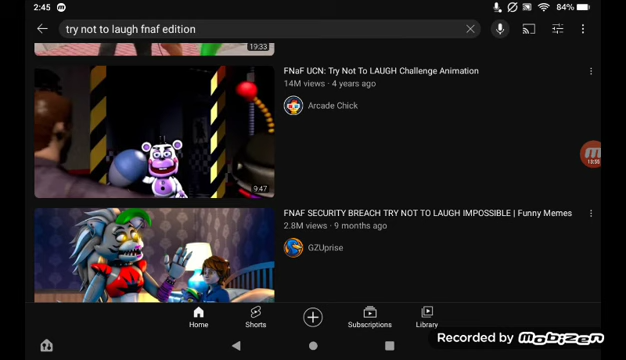 2:45
84%
try not to laugh fnaf edition
19:33
FNaF UCN: Try Not To LAUGH Challenge Animation
14M views · 4 years ago
Arcade Chick
9:47
FNAF SECURITY BREACH TRY NOT TO LAUGH IMPOSSIBLE | Funny Memes
2.8M views · 9 months ago
GZUprise
Home
Shorts
Subscriptions
Library
Recorded by Mobizen